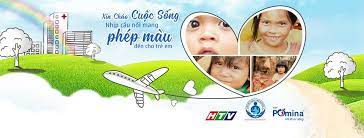 Xin Chào Cuộc Sống
Nhịp cầu nối mang
phép màu
đến cho trẻ em
HTV
POmina